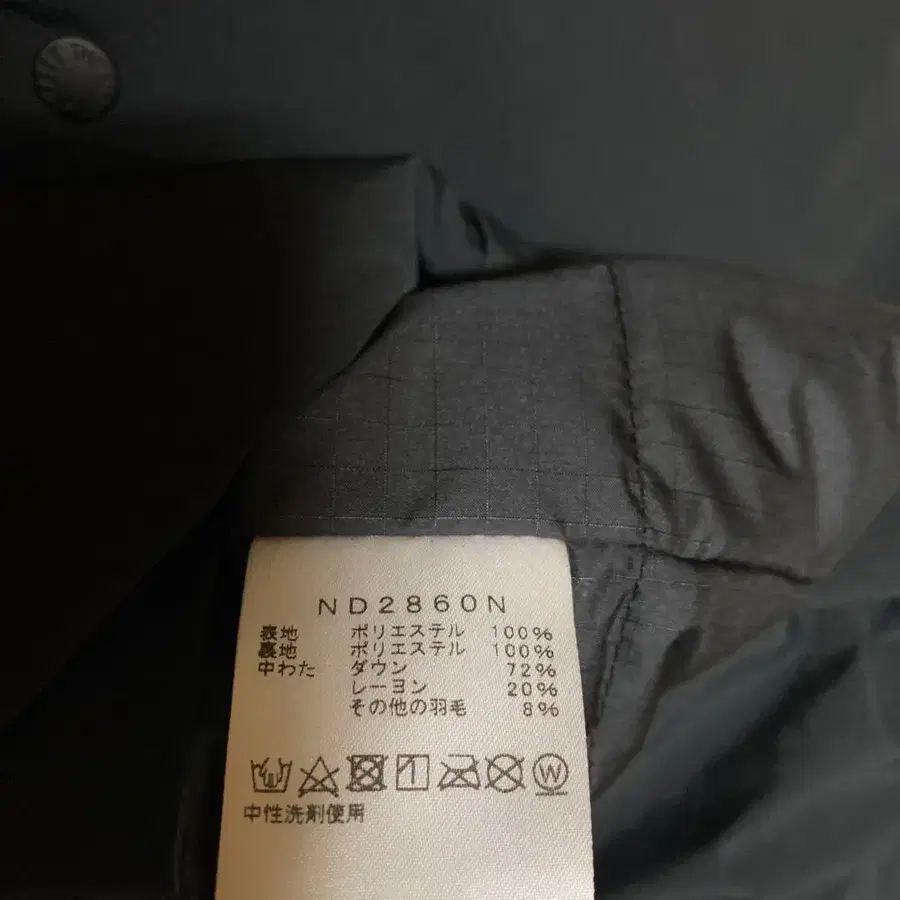 ND2860N
表地 ポリエステル 100%
裏地 ポリエステル 100%
中わた ダウン 72%
レーヨン 20%
その他の羽毛 8%
W
中性洗剤使用